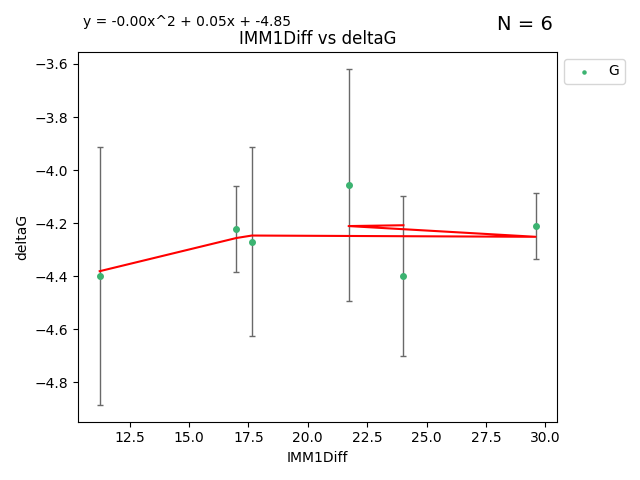 y = -0.00x^2 + 0.05x + -4.85
N = 6
IMM1Diff vs deltaG
G
−3.6
−3.8
−4.0
−4.2
−4.4
−4.6
−4.8
deltaG
12.5 15.0 17.5 20.0 22.5 25.0 27.5 30.0
IMM1Diff